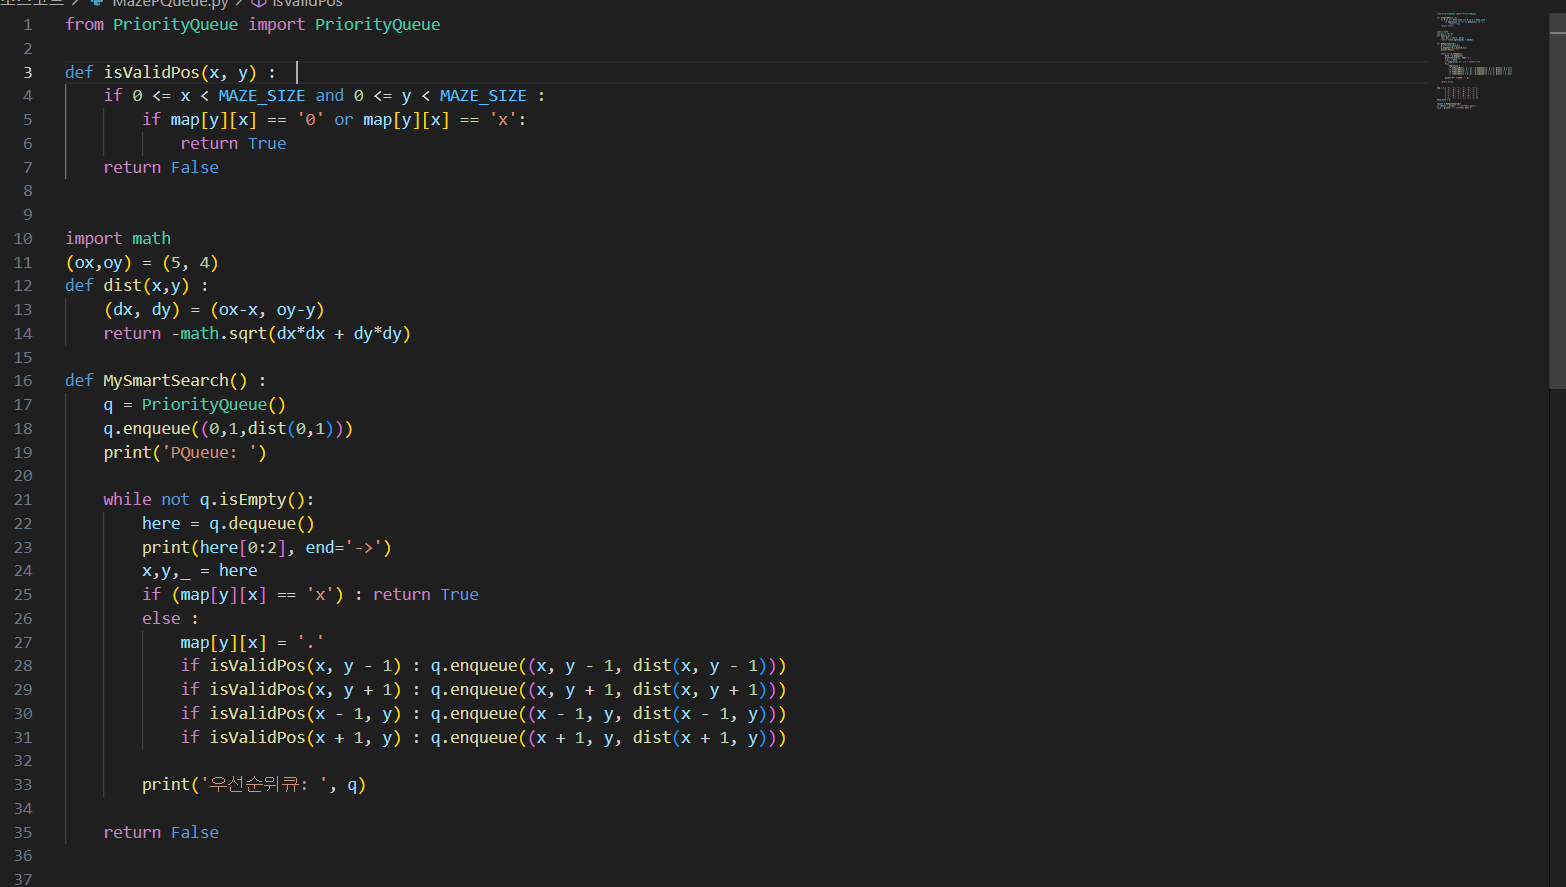 MazePQueue.py > isValidPos
1 from PriorityQueue import PriorityQueue
2
3 def isValidPos(x, y) :
4     if 0 <= x < MAZE_SIZE and 0 <= y < MAZE_SIZE :
5         if map[y][x] == '0' or map[y][x] == 'x':
6             return True
7     return False
8
9
10 import math
11 (ox,oy) = (5, 4)
12 def dist(x,y) :
13     (dx, dy) = (ox-x, oy-y)
14     return -math.sqrt(dx*dx + dy*dy)
15
16 def MySmartSearch() :
17     q = PriorityQueue()
18     q.enqueue((0,1,dist(0,1)))
19     print('PQueue: ')
20
21     while not q.isEmpty():
22         here = q.dequeue()
23         print(here[0:2], end='->')
24         x,y,_ = here
25         if (map[y][x] == 'x') : return True
26         else :
27             map[y][x] = '.'
28             if isValidPos(x, y - 1) : q.enqueue((x, y - 1, dist(x, y - 1)))
29             if isValidPos(x, y + 1) : q.enqueue((x, y + 1, dist(x, y + 1)))
30             if isValidPos(x - 1, y) : q.enqueue((x - 1, y, dist(x - 1, y)))
31             if isValidPos(x + 1, y) : q.enqueue((x + 1, y, dist(x + 1, y)))
32
33         print('우선순위큐: ', q)
34
35     return False
36
37